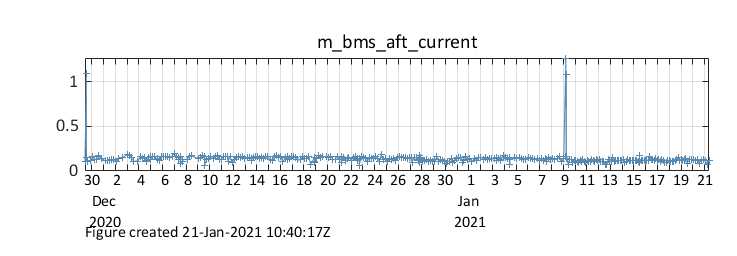 m_bms_aft_current
1
0.5
0
30 2 4 6 8 10 12 14 16 18 20 22 24 26 28 30 1 3 5 7 9 11 13 15 17 19 21
Dec Jan
2020 2021
Figure created 21-Jan-2021 10:40:17Z